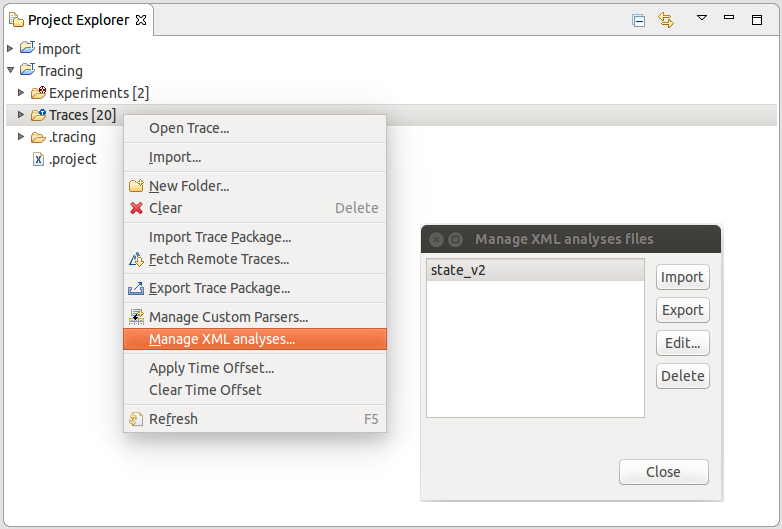 Project Explorer
import
Tracing
Experiments [2]
Traces [20]
.tracing
.project
Open Trace...
Import...
New Folder...
Clear Delete
Import Trace Package...
Fetch Remote Traces...
Export Trace Package...
Manage Custom Parsers...
Manage XML analyses...
Apply Time Offset...
Clear Time Offset
Refresh F5
Manage XML analyses files
state_v2
Import
Export
Edit...
Delete
Close